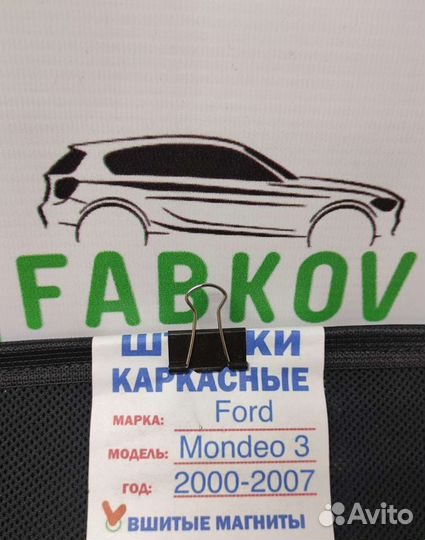 FABKOV
КАРКАСНЫЕ
МАРКА: Ford
МОДЕЛЬ: Mondeo 3
ГОД: 2000-2007
ВШИТЫЕ МАГНИТЫ
Avito